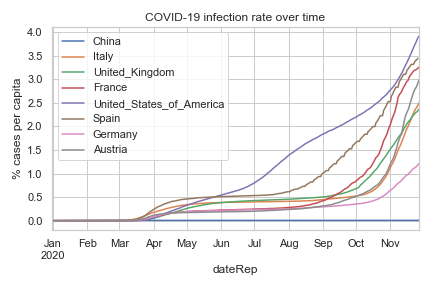 COVID-19 infection rate over time
% cases per capita
4.0
3.5
3.0
2.5
2.0
1.5
1.0
0.5
0.0
China
Italy
United_Kingdom
France
United_States_of_America
Spain
Germany
Austria
Jan Feb Mar Apr May Jun Jul Aug Sep Oct Nov
2020
dateRep